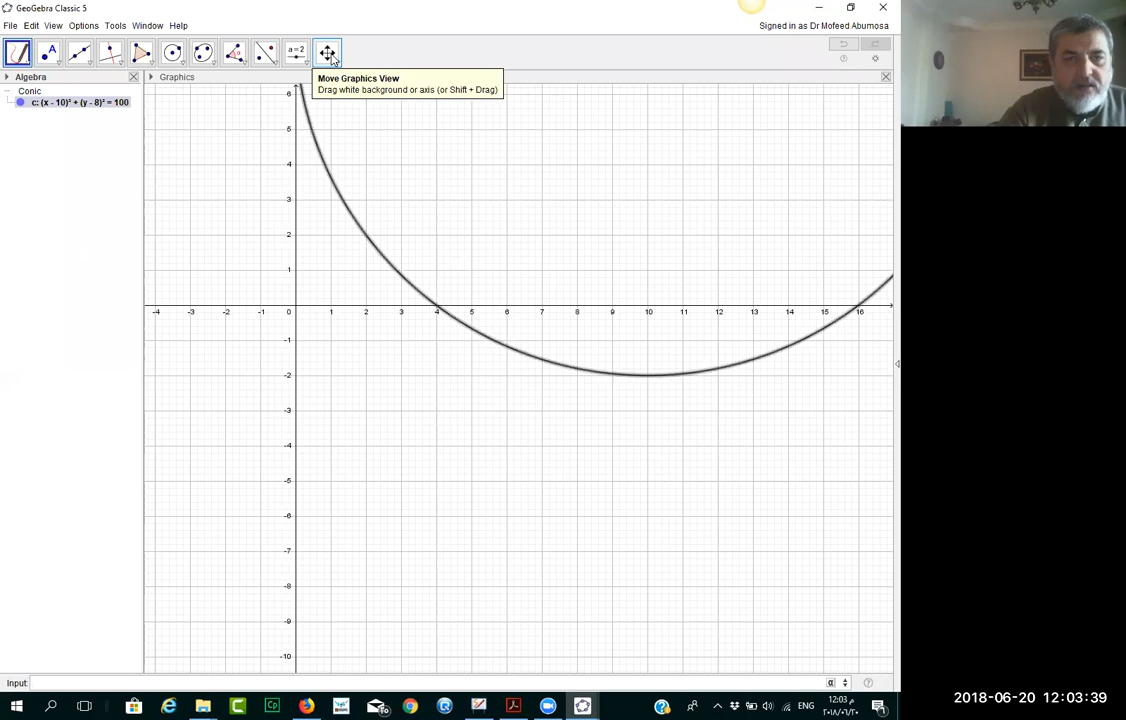 GeoGebra Classic 5
File Edit View Options Tools Window Help
Signed in as Dr Mofeed Abumosa
A
a=2
Move Graphics View
Drag white background or axis (or Shift + Drag)
Algebra
Graphics
Conic
c: (x - 10)² + (y - 8)² = 100
6
5
4
3
2
1
-4 -3 -2 -1 0 1 2 3 4 5 6 7 8 9 10 11 12 13 14 15 16
-1
-2
-3
-4
-5
-6
-7
-8
-9
-10
Input:
α
ENG
12:03 م
٢٠١٨/٠٦/٢٠
2018-06-20 12:03:39